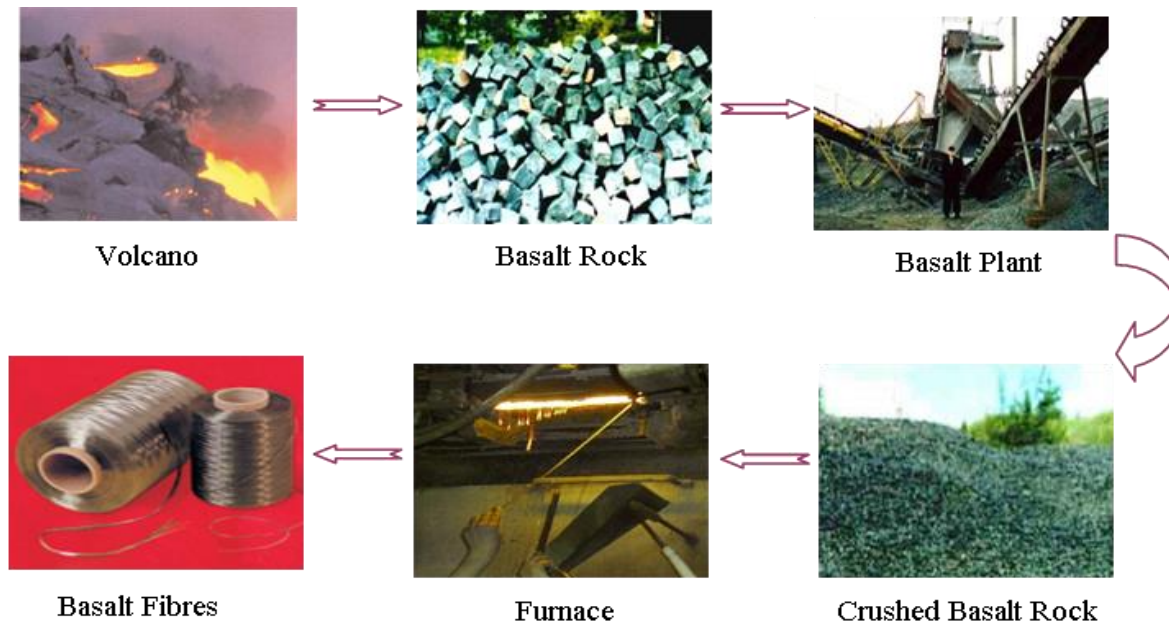 Volcano
Basalt Rock
Basalt Plant
Crushed Basalt Rock
Furnace
Basalt Fibres